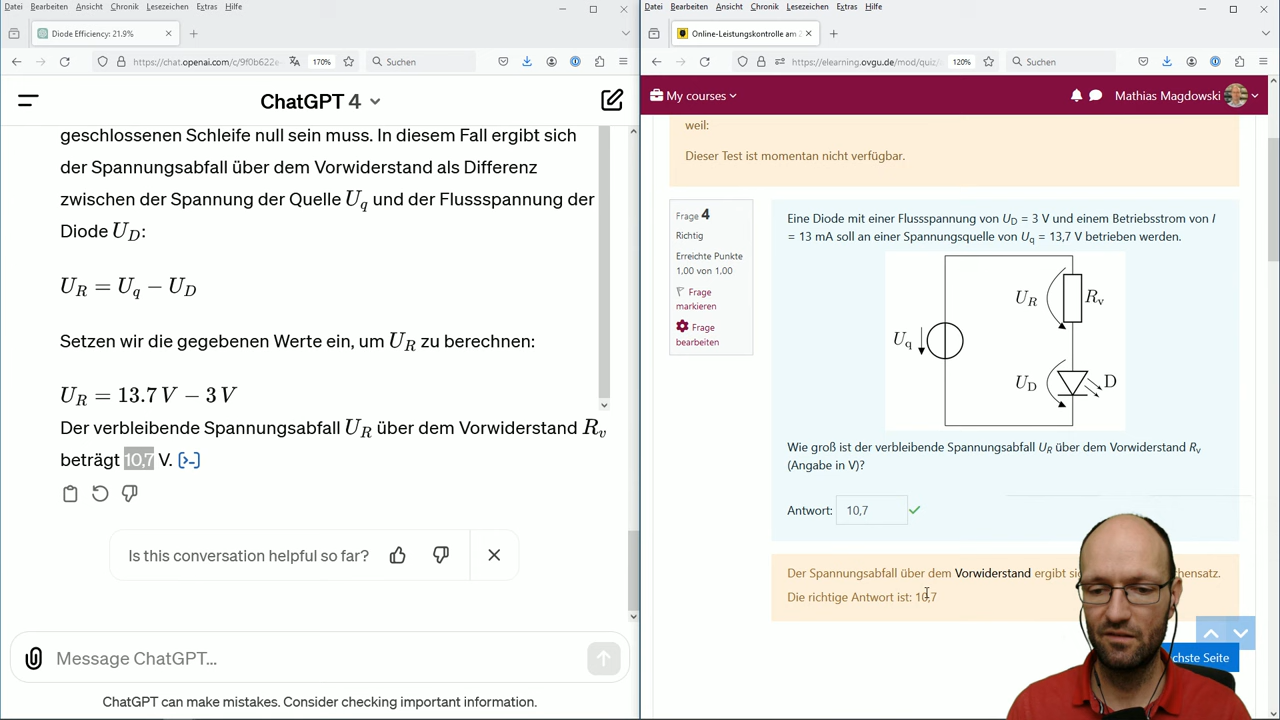 Datei Bearbeiten Ansicht Chronik Lesezeichen Extras Hilfe
Diode Efficiency: 21.9%
https://chat.openai.com/c/9f0b622e
170%
Suchen
ChatGPT 4
geschlossenen Schleife null sein muss. In diesem Fall ergibt sich
der Spannungsabfall über dem Vorwiderstand als Differenz
zwischen der Spannung der Quelle U_q und der Flussspannung der
Diode U_D:
U_R = U_q − U_D
Setzen wir die gegebenen Werte ein, um U_R zu berechnen:
U_R = 13.7 V − 3 V
Der verbleibende Spannungsabfall U_R über dem Vorwiderstand R_v
beträgt 10,7 V. [>-]
Is this conversation helpful so far?
Message ChatGPT...
ChatGPT can make mistakes. Consider checking important information.
Datei Bearbeiten Ansicht Chronik Lesezeichen Extras Hilfe
Online-Leistungskontrolle am 2
https://elearning.ovgu.de/mod/quiz/
120%
Suchen
My courses
Mathias Magdowski
weil:
Dieser Test ist momentan nicht verfügbar.
Frage 4
Richtig
Erreichte Punkte
1.00 von 1.00
Frage
markieren
Frage
bearbeiten
Eine Diode mit einer Flussspannung von U_D = 3 V und einem Betriebsstrom von I
= 13 mA soll an einer Spannungsquelle von U_q = 13,7 V betrieben werden.
U_R
R_v
U_q
U_D
D
Wie groß ist der verbleibende Spannungsabfall U_R über dem Vorwiderstand R_v
(Angabe in V)?
Antwort: 10,7
Der Spannungsabfall über dem Vorwiderstand ergibt
Die richtige Antwort ist: 10,7
Seite